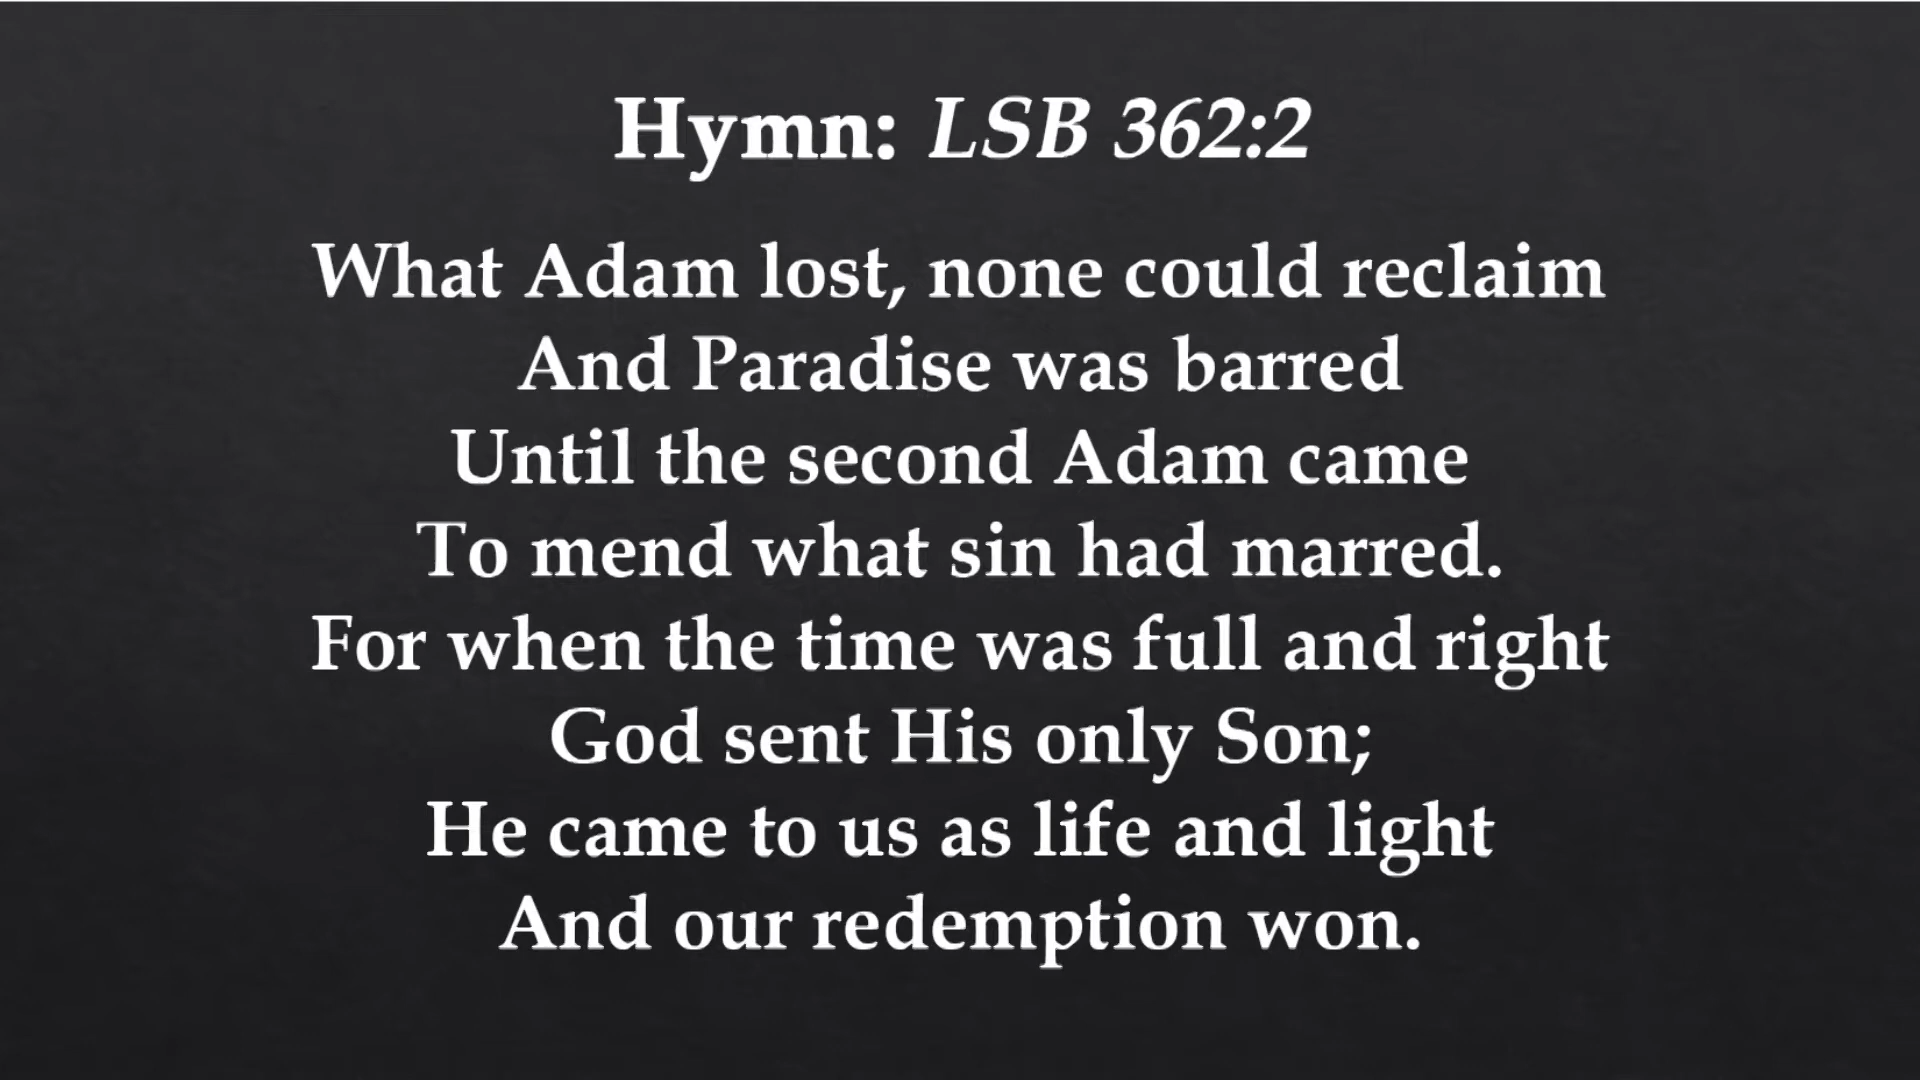 Hymn: LSB 362:2
What Adam lost, none could reclaim
And Paradise was barred
Until the second Adam came
To mend what sin had marred.
For when the time was full and right
God sent His only Son;
He came to us as life and light
And our redemption won.